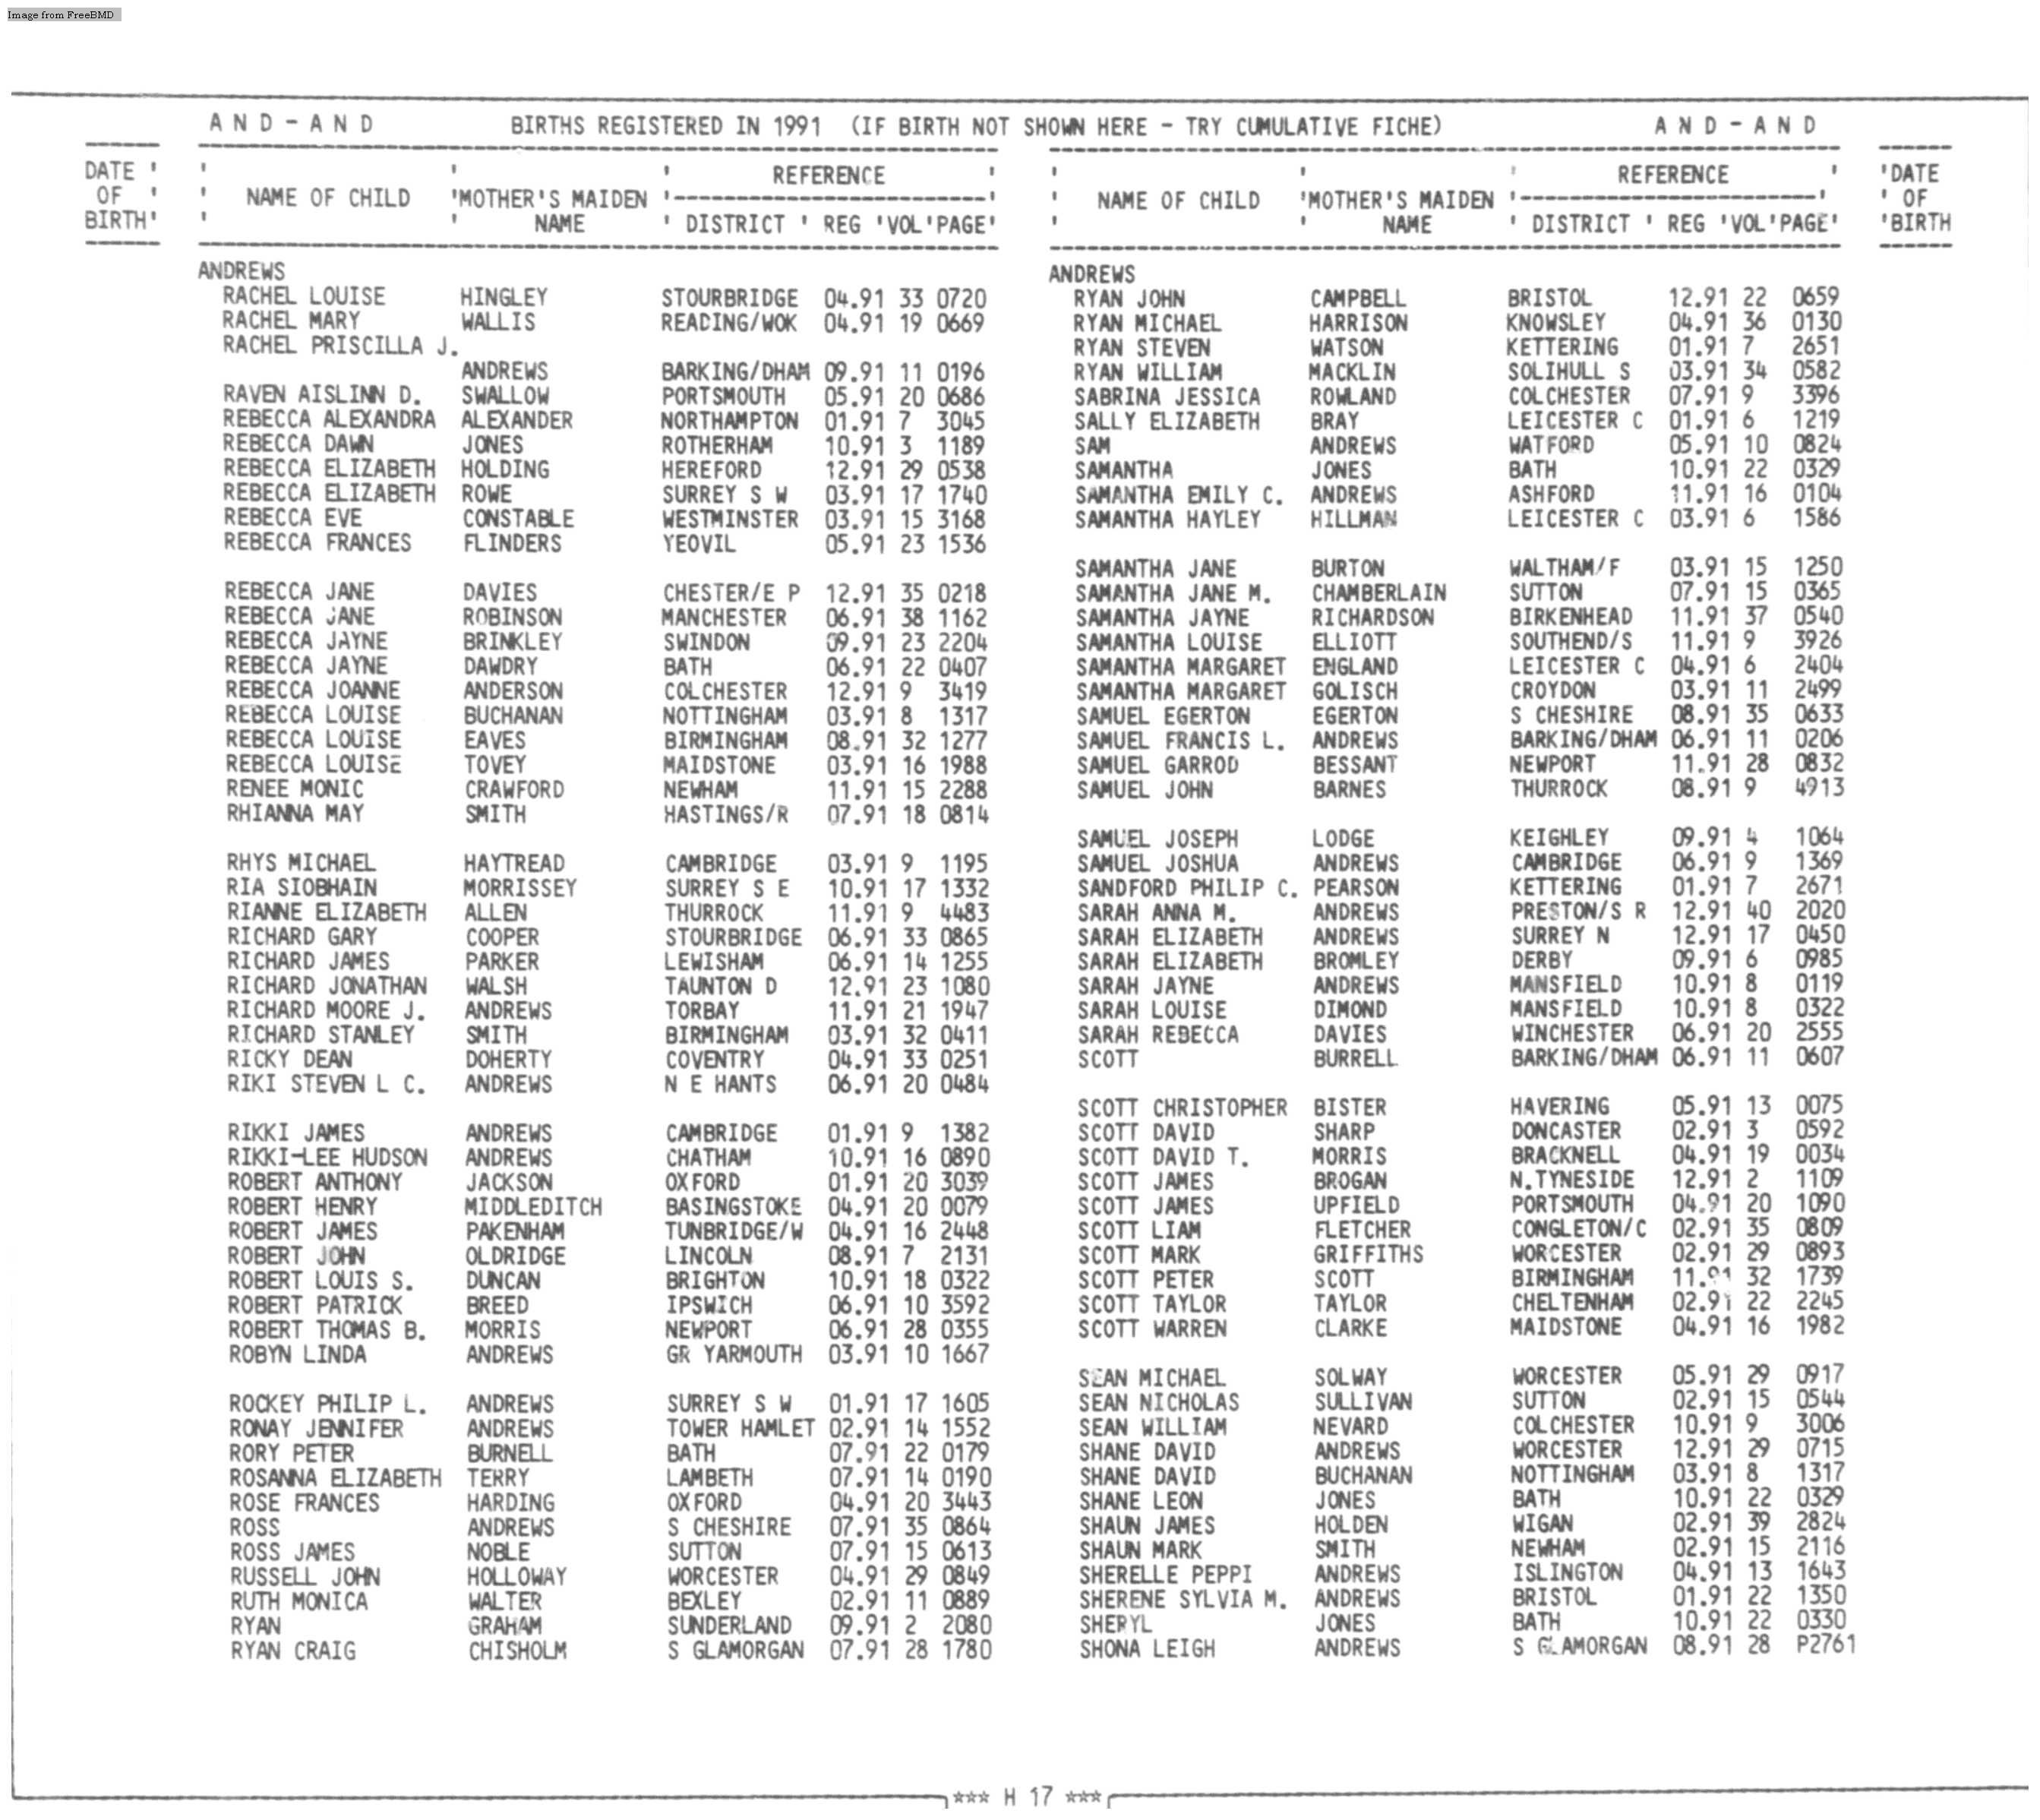 Image from FreeBMD
A N D - A N D BIRTHS REGISTERED IN 1991 (IF BIRTH NOT SHOWN HERE - TRY CUMULATIVE FICHE) A N D - A N D
DATE OF BIRTH
NAME OF CHILD MOTHER'S MAIDEN NAME REFERENCE DISTRICT REG VOL PAGE
ANDREWS
RACHEL LOUISE HINGLEY STOURBRIDGE 04.91 33 0720
RACHEL MARY WALLIS READING/WOK 04.91 19 0669
RACHEL PRISCILLA J.
ANDREWS BARKING/DHAM 09.91 11 0196
RAVEN AISLINN D. SWALLOW PORTSMOUTH 05.91 20 0686
REBECCA ALEXANDRA ALEXANDER NORTHAMPTON 01.91 7 3045
REBECCA DAWN JONES ROTHERHAM 10.91 3 1189
REBECCA ELIZABETH HOLDING HEREFORD 12.91 29 0538
REBECCA ELIZABETH ROWE SURREY S W 03.91 17 1740
REBECCA EVE CONSTABLE WESTMINSTER 03.91 15 3168
REBECCA FRANCES FLINDERS YEOVIL 05.91 23 1536
REBECCA JANE DAVIES CHESTER/E P 12.91 35 0218
REBECCA JANE ROBINSON MANCHESTER 06.91 38 1162
REBECCA JAYNE BRINKLEY SWINDON 09.91 23 2204
REBECCA JAYNE DAWDRY BATH 06.91 22 0407
REBECCA JOANNE ANDERSON COLCHESTER 12.91 9 3419
REBECCA LOUISE BUCHANAN NOTTINGHAM 03.91 8 1317
REBECCA LOUISE EAVES BIRMINGHAM 08.91 32 1277
REBECCA LOUISE TOVEY MAIDSTONE 03.91 16 1988
RENEE MONIC CRAWFORD NEWHAM 11.91 15 2288
RHIANNA MAY SMITH HASTINGS/R 07.91 18 0814
RHYS MICHAEL HAYTREAD CAMBRIDGE 03.91 9 1195
RIA SIOBHAIN MORRISSEY SURREY S E 10.91 17 1332
RIANNE ELIZABETH ALLEN THURROCK 11.91 9 4483
RICHARD GARY COOPER STOURBRIDGE 06.91 33 0865
RICHARD JAMES PARKER LEWISHAM 06.91 14 1255
RICHARD JONATHAN WALSH TAUNTON D 12.91 23 1080
RICHARD MOORE J. ANDREWS TORBAY 11.91 21 1947
RICHARD STANLEY SMITH BIRMINGHAM 03.91 32 0411
RICKY DEAN DOHERTY COVENTRY 04.91 33 0251
RIKI STEVEN L C. ANDREWS N E HANTS 06.91 20 0484
RIKKI JAMES ANDREWS CAMBRIDGE 01.91 9 1382
RIKKI-LEE HUDSON ANDREWS CHATHAM 10.91 16 0890
ROBERT ANTHONY JACKSON OXFORD 01.91 20 3039
ROBERT HENRY MIDDLEDITCH BASINGSTOKE 04.91 20 0079
ROBERT JAMES PAKENHAM TUNBRIDGE/W 04.91 16 2448
ROBERT JOHN OLDRIDGE LINCOLN 08.91 7 2131
ROBERT LOUIS S. DUNCAN BRIGHTON 10.91 18 0322
ROBERT PATRICK BREED IPSWICH 06.91 10 3592
ROBERT THOMAS B. MORRIS NEWPORT 06.91 28 0355
ROBYN LINDA ANDREWS GR YARMOUTH 03.91 10 1667
ROCKEY PHILIP L. ANDREWS SURREY S W 01.91 17 1605
RONAY JENNIFER ANDREWS TOWER HAMLET 02.91 14 1552
RORY PETER BURNELL BATH 07.91 22 0179
ROSANNA ELIZABETH TERRY LAMBETH 07.91 14 0190
ROSE FRANCES HARDING OXFORD 04.91 20 3443
ROSS ANDREWS S CHESHIRE 07.91 35 0864
ROSS JAMES NOBLE SUTTON 07.91 15 0613
RUSSELL JOHN HOLLOWAY WORCESTER 04.91 29 0849
RUTH MONICA WALTER BEXLEY 02.91 11 0889
RYAN GRAHAM SUNDERLAND 09.91 2 2080
RYAN CRAIG CHISHOLM S GLAMORGAN 07.91 28 1780
NAME OF CHILD MOTHER'S MAIDEN NAME REFERENCE DISTRICT REG VOL PAGE
DATE OF BIRTH
ANDREWS
RYAN JOHN CAMPBELL BRISTOL 12.91 22 0659
RYAN MICHAEL HARRISON KNOWSLEY 04.91 36 0130
RYAN STEVEN WATSON KETTERING 01.91 7 2651
RYAN WILLIAM MACKLIN SOLIHULL S 03.91 34 0582
SABRINA JESSICA ROWLAND COLCHESTER 07.91 9 3396
SALLY ELIZABETH BRAY LEICESTER C 01.91 6 1219
SAM ANDREWS WATFORD 05.91 10 0824
SAMANTHA JONES BATH 10.91 22 0329
SAMANTHA EMILY C. ANDREWS ASHFORD 11.91 16 0104
SAMANTHA HAYLEY HILLMAN LEICESTER C 03.91 6 1586
SAMANTHA JANE BURTON WALTHAM/F 03.91 15 1250
SAMANTHA JANE M. CHAMBERLAIN SUTTON 07.91 15 0365
SAMANTHA JAYNE RICHARDSON BIRKENHEAD 11.91 37 0540
SAMANTHA LOUISE ELLIOTT SOUTHEND/S 11.91 9 3926
SAMANTHA MARGARET ENGLAND LEICESTER C 04.91 6 2404
SAMANTHA MARGARET GOLISCH CROYDON 03.91 11 2499
SAMUEL EGERTON EGERTON S CHESHIRE 08.91 35 0633
SAMUEL FRANCIS L. ANDREWS BARKING/DHAM 06.91 11 0206
SAMUEL GARROD BESSANT NEWPORT 11.91 28 0832
SAMUEL JOHN BARNES THURROCK 08.91 9 4913
SAMUEL JOSEPH LODGE KEIGHLEY 09.91 4 1064
SAMUEL JOSHUA ANDREWS CAMBRIDGE 06.91 9 1369
SANDFORD PHILIP C. PEARSON KETTERING 01.91 7 2671
SARAH ANNA M. ANDREWS PRESTON/S R 12.91 40 2020
SARAH ELIZABETH ANDREWS SURREY N 12.91 17 0450
SARAH ELIZABETH BROMLEY DERBY 09.91 6 0985
SARAH JAYNE ANDREWS MANSFIELD 10.91 8 0119
SARAH LOUISE DIMOND MANSFIELD 10.91 8 0322
SARAH REBECCA DAVIES WINCHESTER 06.91 20 2555
SCOTT BURRELL BARKING/DHAM 06.91 11 0607
SCOTT CHRISTOPHER BISTER HAVERING 05.91 13 0075
SCOTT DAVID SHARP DONCASTER 02.91 3 0592
SCOTT DAVID T. MORRIS BRACKNELL 04.91 19 0034
SCOTT JAMES BROGAN N.TYNESIDE 12.91 2 1109
SCOTT JAMES UPFIELD PORTSMOUTH 04.91 20 1090
SCOTT LIAM FLETCHER CONGLETON/C 02.91 35 0809
SCOTT MARK GRIFFITHS WORCESTER 02.91 29 0893
SCOTT PETER SCOTT BIRMINGHAM 11.91 32 1739
SCOTT TAYLOR TAYLOR CHELTENHAM 02.91 22 2245
SCOTT WARREN CLARKE MAIDSTONE 04.91 16 1982
SEAN MICHAEL SOLWAY WORCESTER 05.91 29 0917
SEAN NICHOLAS SULLIVAN SUTTON 02.91 15 0544
SEAN WILLIAM NEVARD COLCHESTER 10.91 9 3006
SHANE DAVID ANDREWS WORCESTER 12.91 29 0715
SHANE DAVID BUCHANAN NOTTINGHAM 03.91 8 1317
SHANE LEON JONES BATH 10.91 22 0329
SHAUN JAMES HOLDEN WIGAN 02.91 39 2824
SHAUN MARK SMITH NEWHAM 02.91 15 2116
SHERELLE PEPPI ANDREWS ISLINGTON 04.91 13 1643
SHERENE SYLVIA M. ANDREWS BRISTOL 01.91 22 1350
SHERYL JONES BATH 10.91 22 0330
SHONA LEIGH ANDREWS S GLAMORGAN 08.91 28 P2761
*** H 17 ***